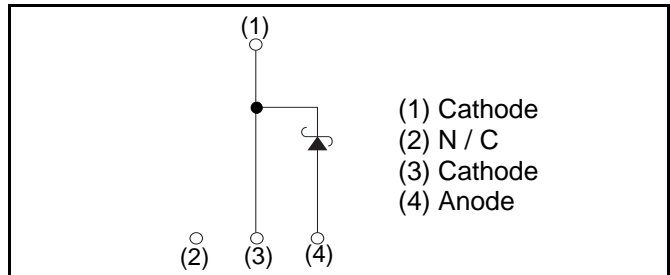 (1)
(1) Cathode
(2) N / C
(3) Cathode
(4) Anode
(2) (3) (4)